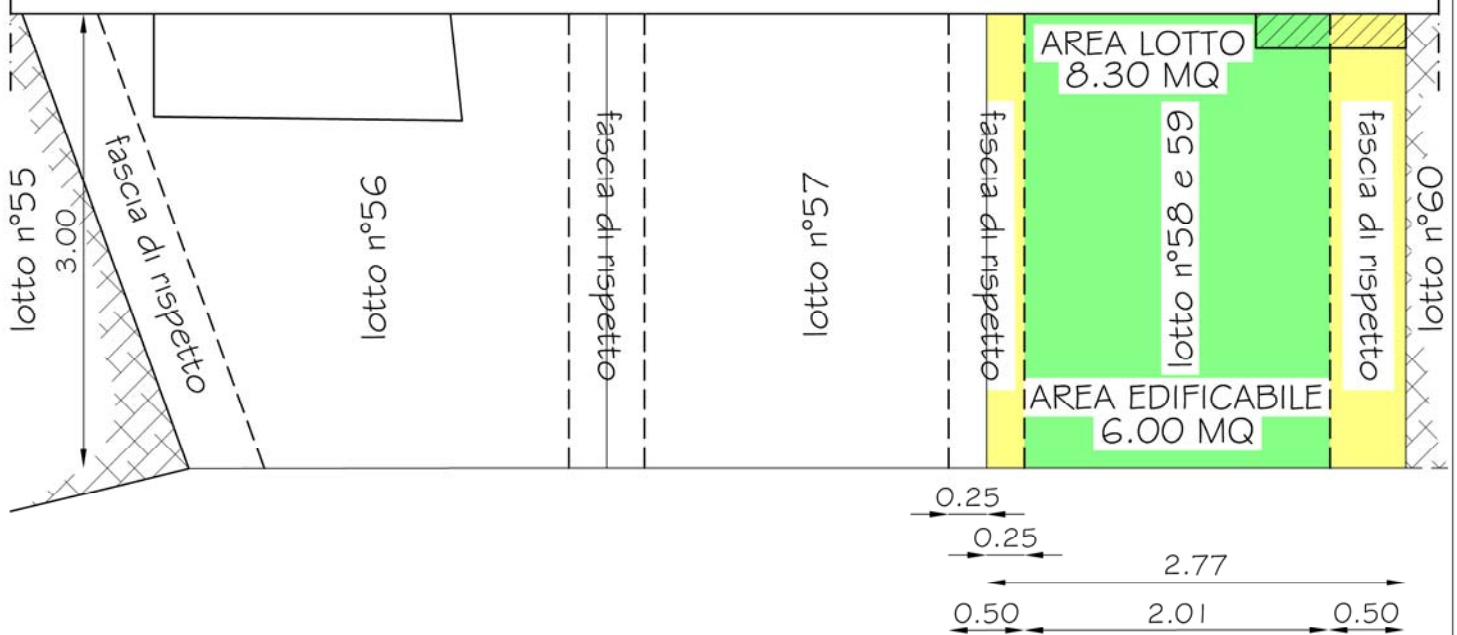 lotto n°55
3.00
fascia di rispetto
lotto n°56
fascia di rispetto
lotto n°57
fascia di rispetto
AREA LOTTO
8.30 MQ
lotto n°58 e 59
AREA EDIFICABILE
6.00 MQ
fascia di rispetto
lotto n°60
0.25
0.25
2.77
0.50
2.01
0.50